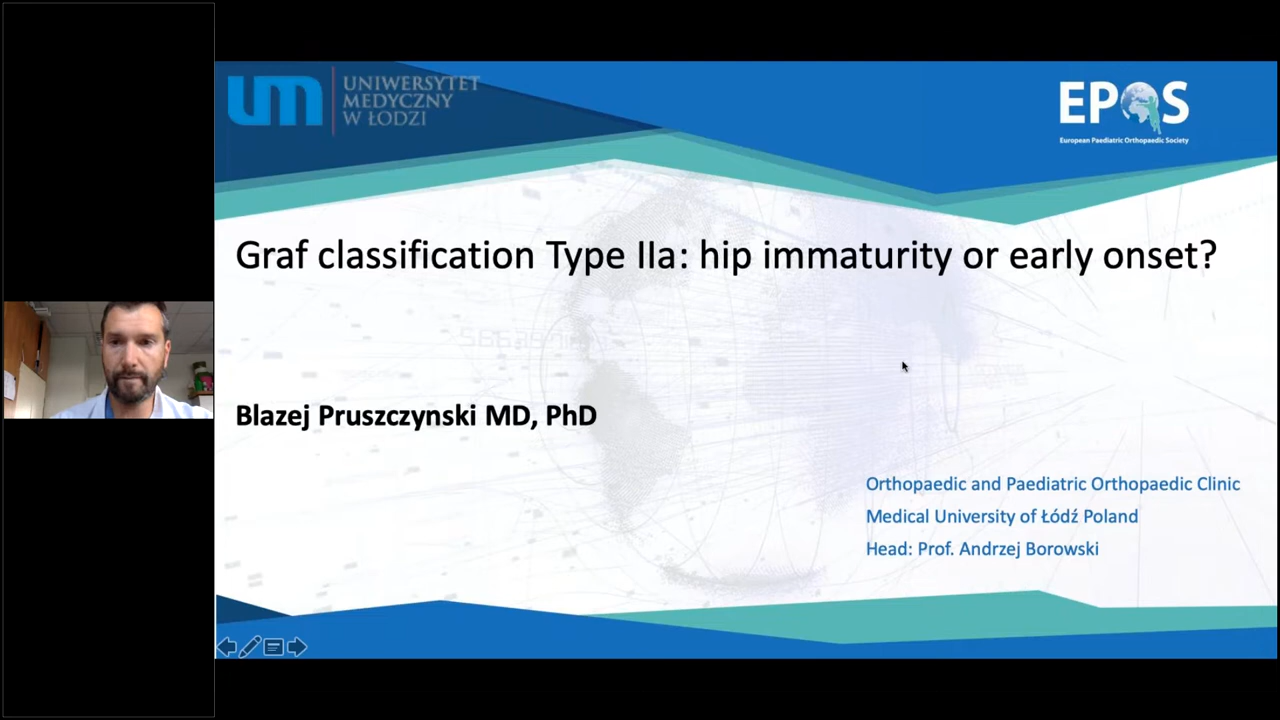 UNIWERSYTET
MEDYCZNY
W ŁODZI
EPOS
European Paediatric Orthopaedic Society
Graf classification Type IIa: hip immaturity or early onset?
Blazej Pruszczynski MD, PhD
Orthopaedic and Paediatric Orthopaedic Clinic
Medical University of Łódź Poland
Head: Prof. Andrzej Borowski